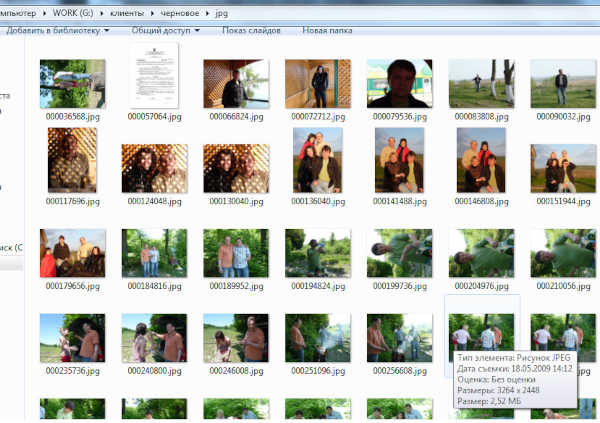 мпьютер ▸ WORK (G:) ▸ клиенты ▸ черновое ▸ jpg
Добавить в библиотеку ▾ Общий доступ ▾ Показ слайдов Новая папка
000036568.jpg 000057064.jpg 000066824.jpg 000072712.jpg 000079536.jpg 000083808.jpg 000090032.jpg
ста
000117696.jpg 000124048.jpg 000130040.jpg 000136040.jpg 000141488.jpg 000146808.jpg 000151944.jpg
иск (C
000179656.jpg 000184816.jpg 000189952.jpg 000194824.jpg 000199736.jpg 000204976.jpg 000210056.jpg
000235736.jpg 000240800.jpg 000246008.jpg 000251096.jpg 000256608.jpg
Тип элемента: Рисунок JPEG
Дата съемки: 18.05.2009 14:12
Оценка: Без оценки
Размеры: 3264 x 2448
Размер: 2,52 МБ
.jpg